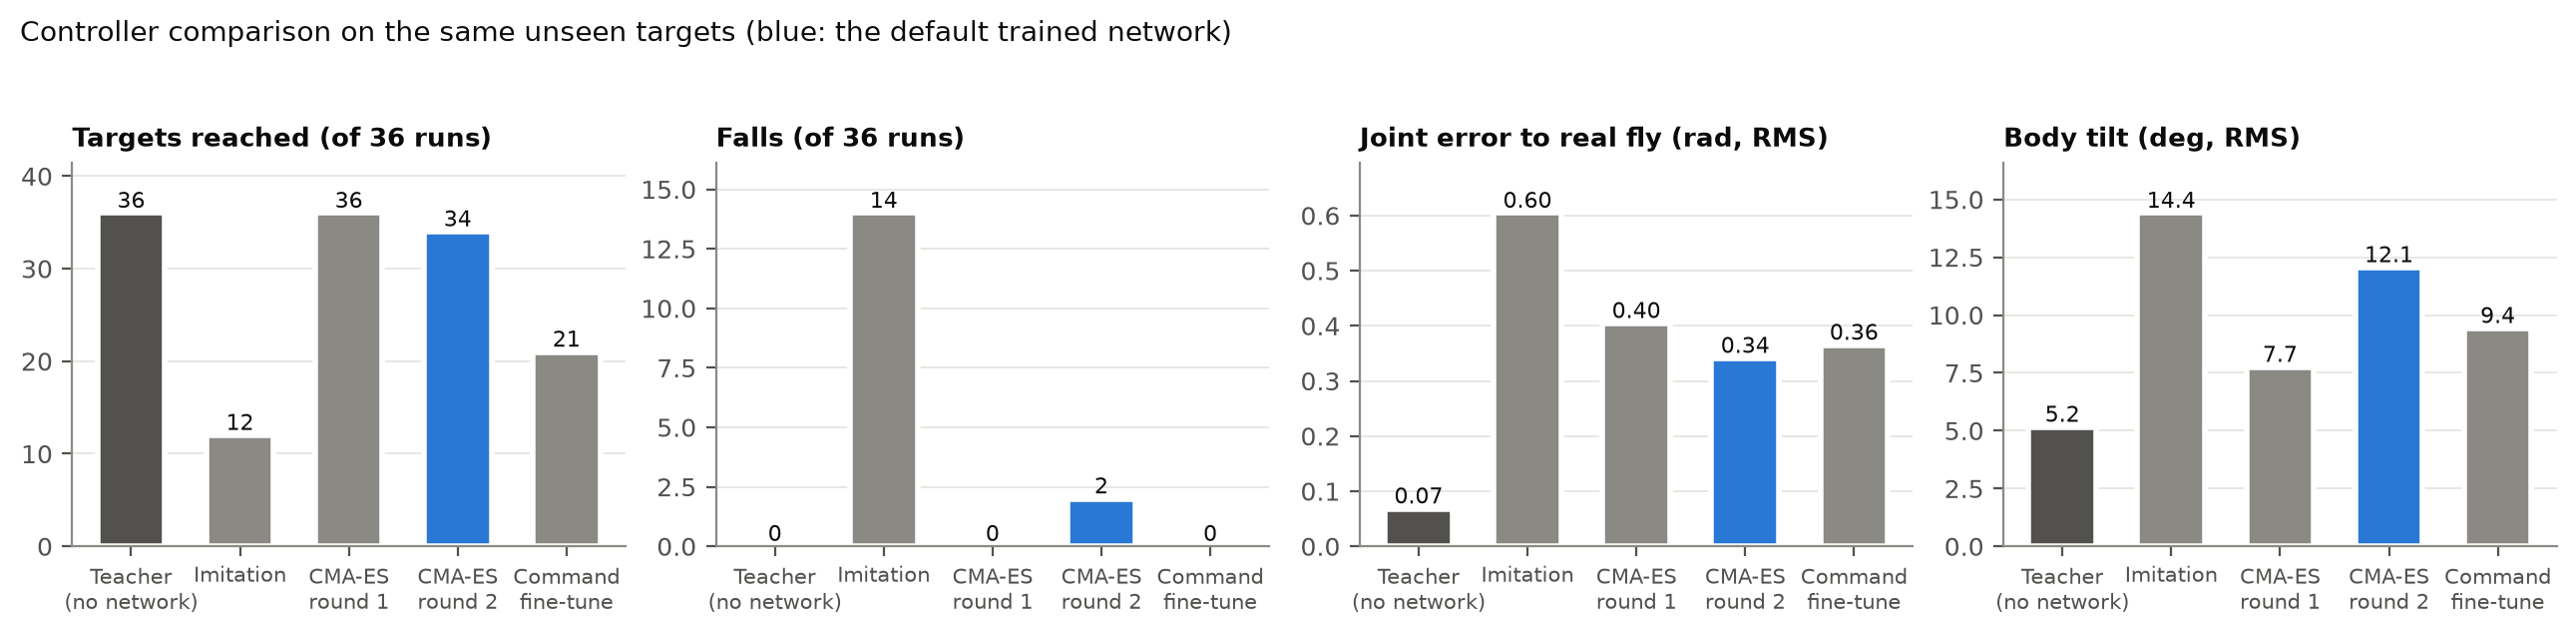 Controller comparison on the same unseen targets (blue: the default trained network)
Targets reached (of 36 runs)
40
30
20
10
0
36
12
36
34
21
Teacher
(no network)
Imitation
CMA-ES
round 1
CMA-ES
round 2
Command
fine-tune
Falls (of 36 runs)
15.0
12.5
10.0
7.5
5.0
2.5
0.0
0
14
0
2
0
Teacher
(no network)
Imitation
CMA-ES
round 1
CMA-ES
round 2
Command
fine-tune
Joint error to real fly (rad, RMS)
0.6
0.5
0.4
0.3
0.2
0.1
0.0
0.07
0.60
0.40
0.34
0.36
Teacher
(no network)
Imitation
CMA-ES
round 1
CMA-ES
round 2
Command
fine-tune
Body tilt (deg, RMS)
15.0
12.5
10.0
7.5
5.0
2.5
0.0
5.2
14.4
7.7
12.1
9.4
Teacher
(no network)
Imitation
CMA-ES
round 1
CMA-ES
round 2
Command
fine-tune